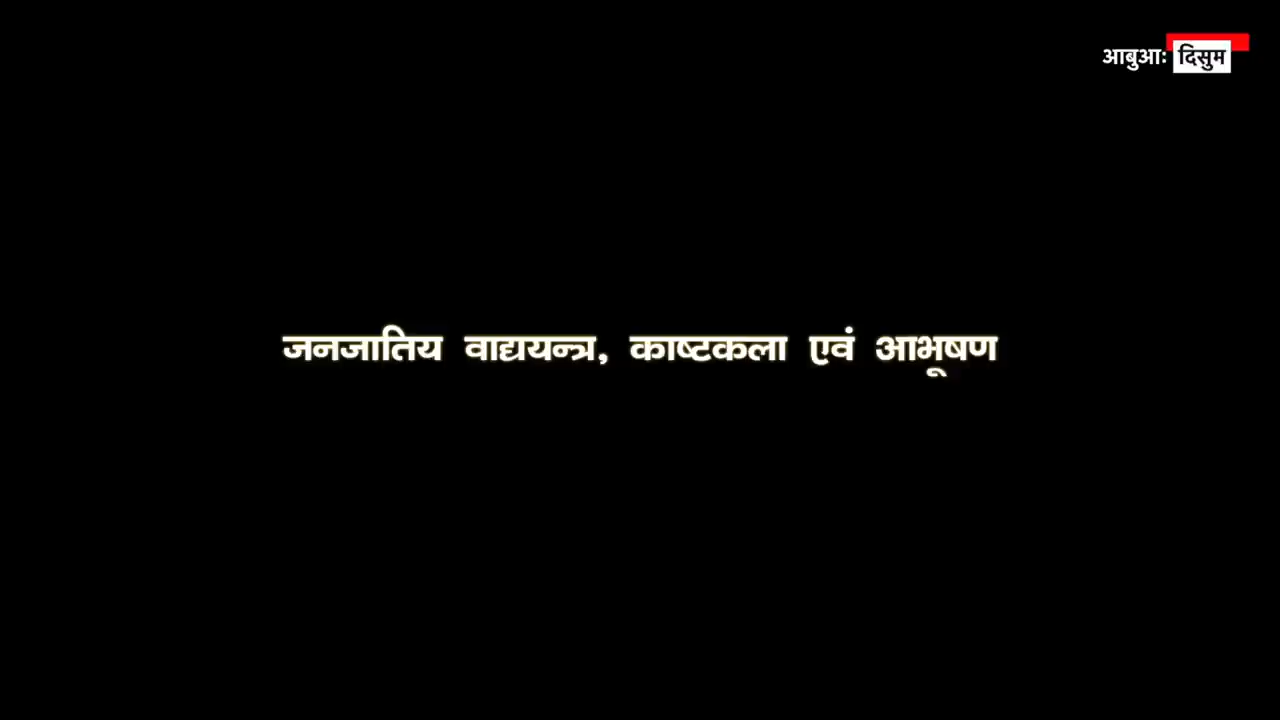 आबुआः दिसुम
जनजातिय वाद्ययन्त्र, काष्टकला एवं आभूषण